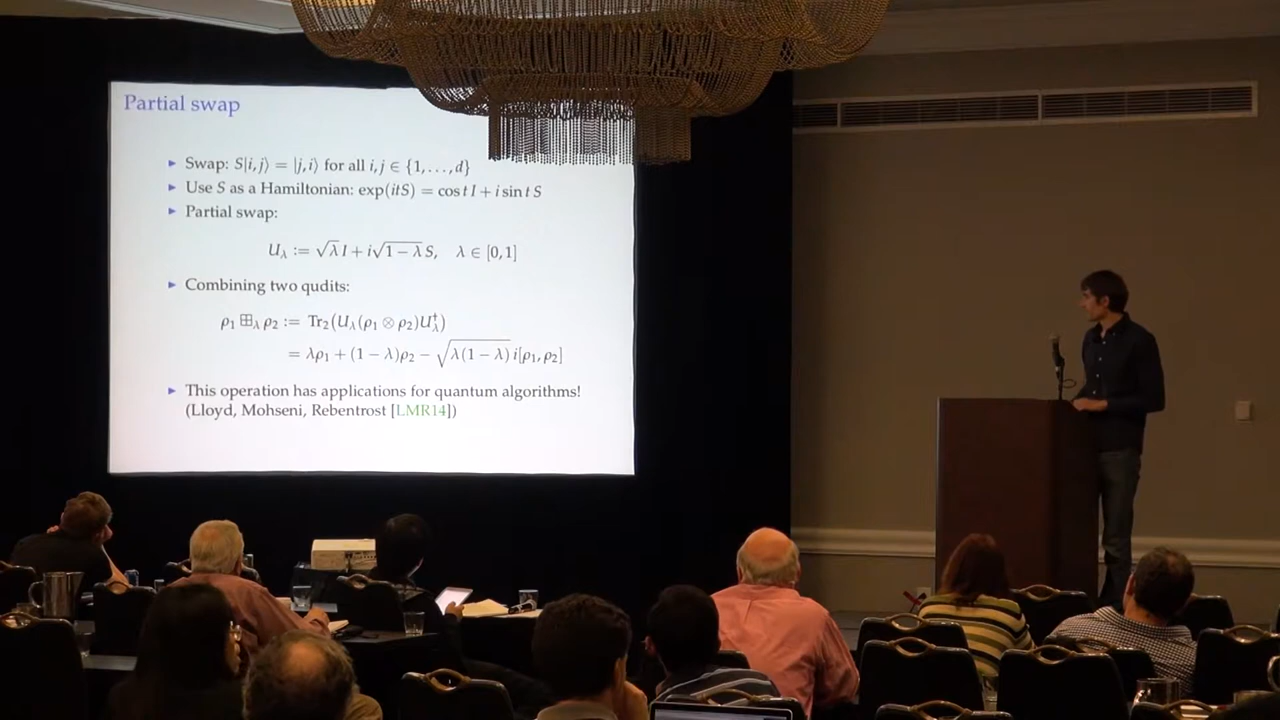 Partial swap
▶ Swap: S|i, j⟩ = |j, i⟩ for all i, j ∈ {1, . . . , d}
▶ Use S as a Hamiltonian: exp(itS) = cos t I + i sin t S
▶ Partial swap:
U_λ := √λ I + i√(1 − λ) S, λ ∈ [0, 1]
▶ Combining two qudits:
ρ₁ ⊞_λ ρ₂ := Tr₂(U_λ(ρ₁ ⊗ ρ₂)U_λ†)
= λρ₁ + (1 − λ)ρ₂ − √(λ(1 − λ)) i[ρ₁, ρ₂]
▶ This operation has applications for quantum algorithms!
(Lloyd, Mohseni, Rebentrost [LMR14])